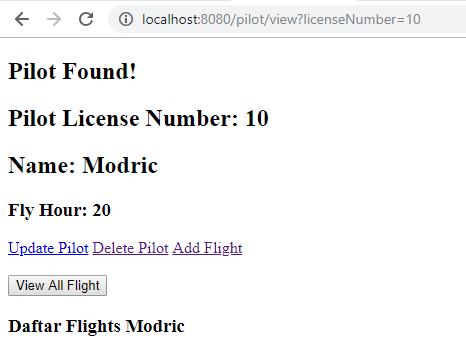 localhost:8080/pilot/view?licenseNumber=10
Pilot Found!
Pilot License Number: 10
Name: Modric
Fly Hour: 20
Update Pilot Delete Pilot Add Flight
View All Flight
Daftar Flights Modric